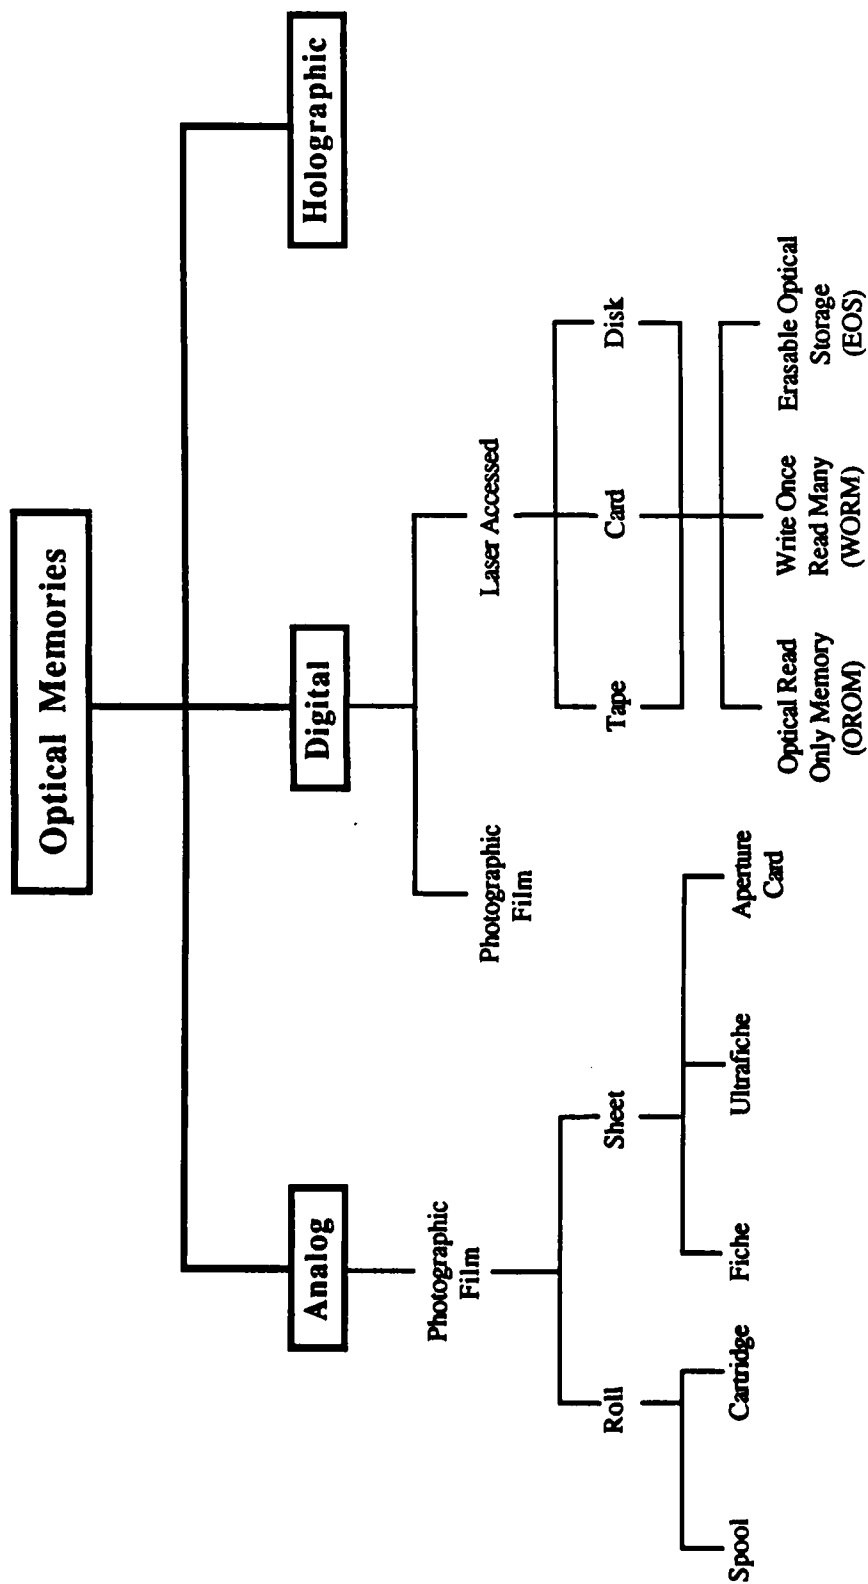 Optical Memories
Analog
Digital
Holographic
Photographic
Film
Photographic
Film
Laser Accessed
Roll
Sheet
Tape
Card
Disk
Spool
Cartridge
Fiche
Ultrafiche
Aperture
Card
Optical Read
Only Memory
(OROM)
Write Once
Read Many
(WORM)
Erasable Optical
Storage
(EOS)